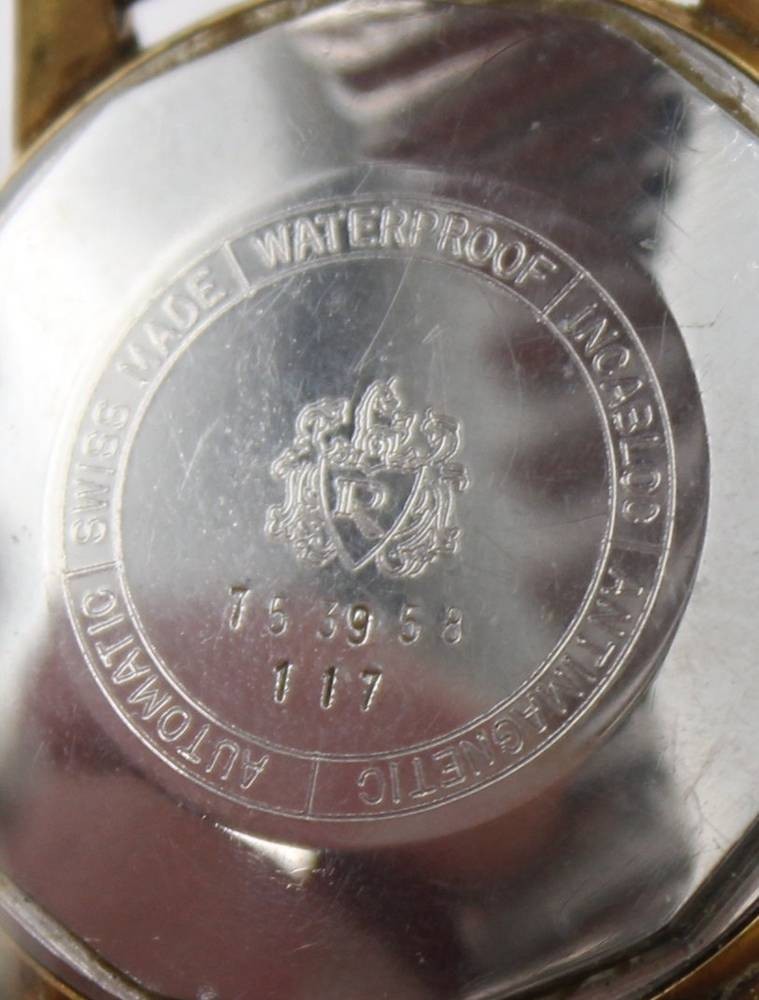 SWISS MADE | WATERPROOF | INCABLOC | ANTIMAGNETIC | AUTOMATIC
R
753958
117